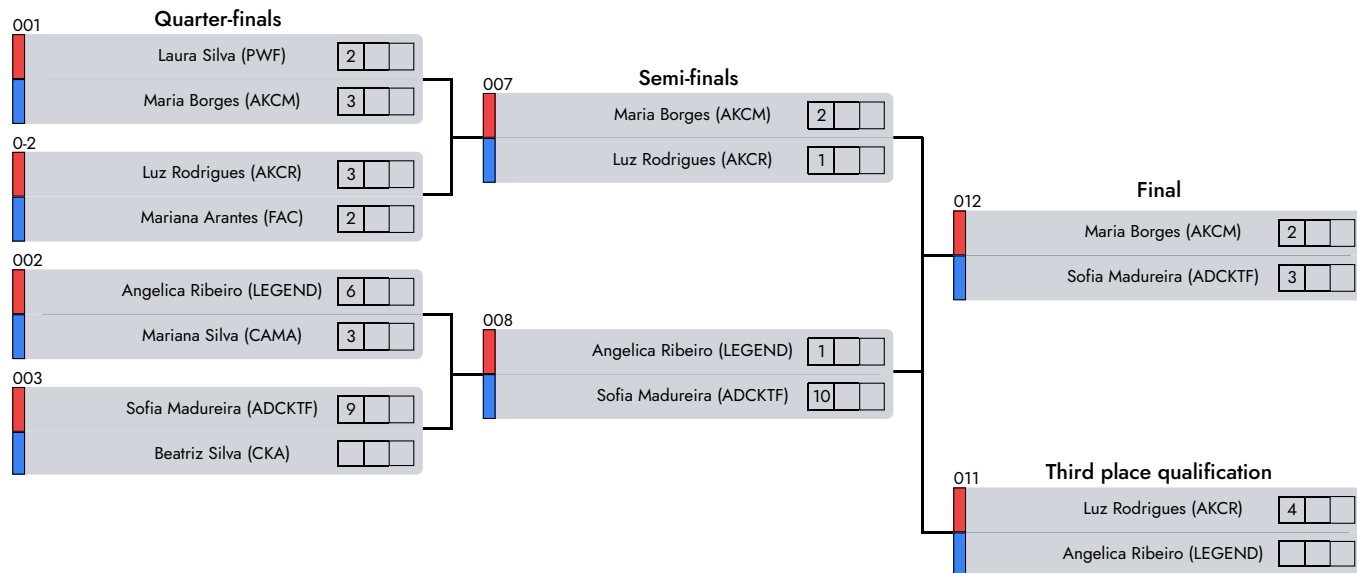 Quarter-finals
001
Laura Silva (PWF) 2
Maria Borges (AKCM) 3
0-2
Luz Rodrigues (AKCR) 3
Mariana Arantes (FAC) 2
002
Angelica Ribeiro (LEGEND) 6
Mariana Silva (CAMA) 3
003
Sofia Madureira (ADCKTF) 9
Beatriz Silva (CKA)
Semi-finals
007
Maria Borges (AKCM) 2
Luz Rodrigues (AKCR) 1
008
Angelica Ribeiro (LEGEND) 1
Sofia Madureira (ADCKTF) 10
Final
012
Maria Borges (AKCM) 2
Sofia Madureira (ADCKTF) 3
Third place qualification
011
Luz Rodrigues (AKCR) 4
Angelica Ribeiro (LEGEND)